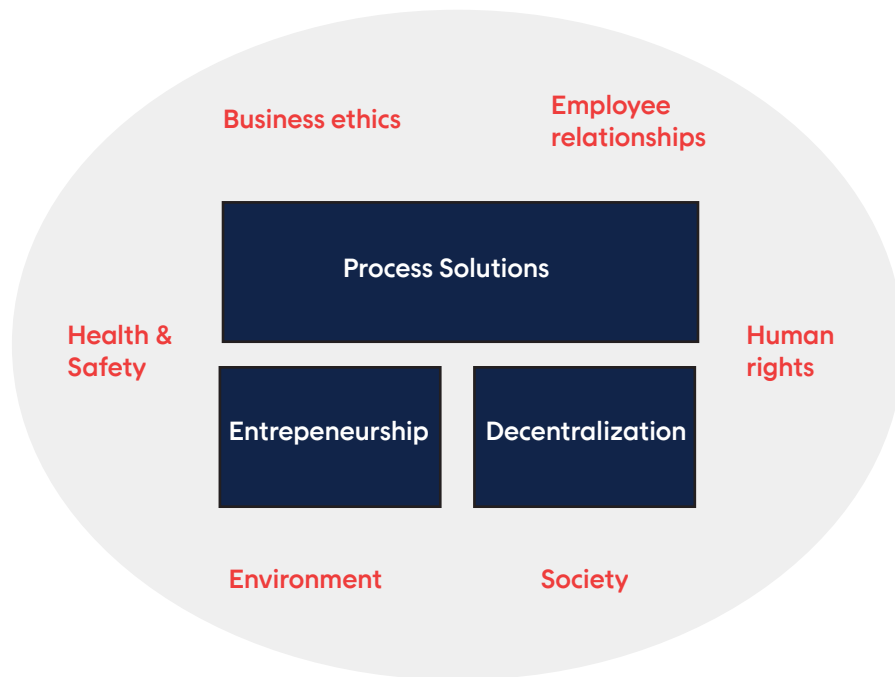 Business ethics
Employee
relationships
Process Solutions
Health &
Safety
Human
rights
Entrepeneurship
Decentralization
Environment
Society